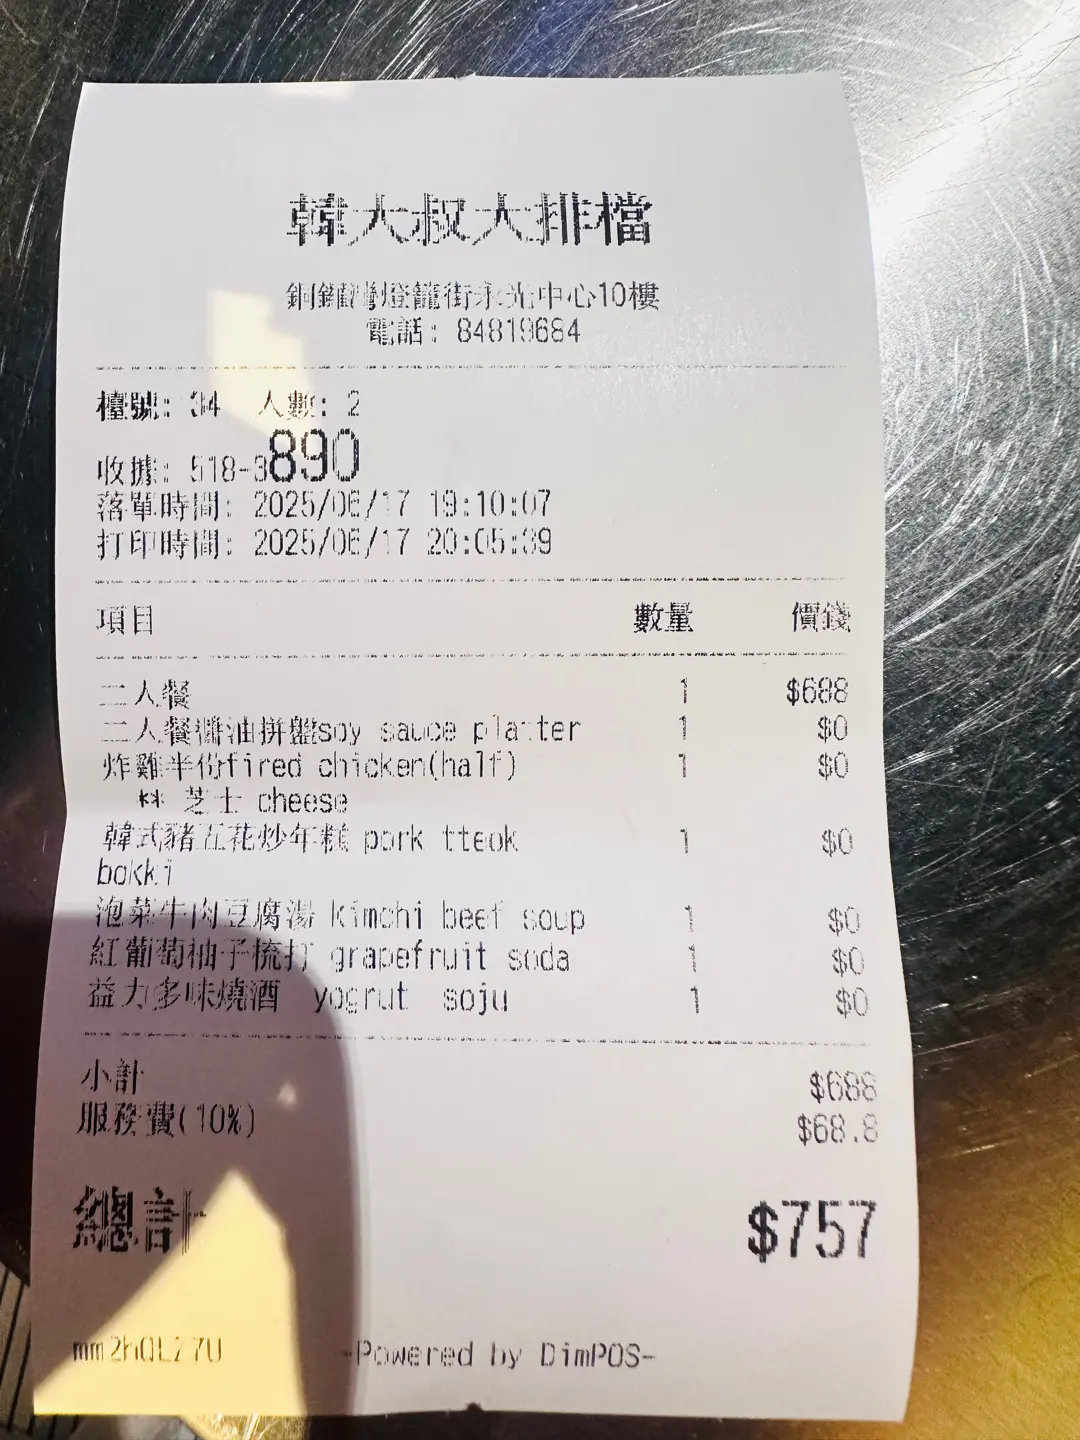 韓大叔大排檔
銅鑼灣燈籠街永光中心10樓
電話: 84819684
檯號: 34 人數: 2
收據: 518-3890
落單時間: 2025/06/17 19:10:07
打印時間: 2025/06/17 20:05:39
項目 數量 價錢
二人餐 1 $688
二人餐醬油拼盤soy sauce platter 1 $0
炸雞半份fired chicken(half) 1 $0
** 芝士 cheese
韓式豬五花炒年糕 pork tteok 1 $0
bokki
泡菜牛肉豆腐湯 kimchi beef soup 1 $0
紅葡萄柚子梳打 grapefruit soda 1 $0
益力多味燒酒 yogrut soju 1 $0
小計 $688
服務費(10%) $68.8
總計 $757
-Powered by DimPOS-